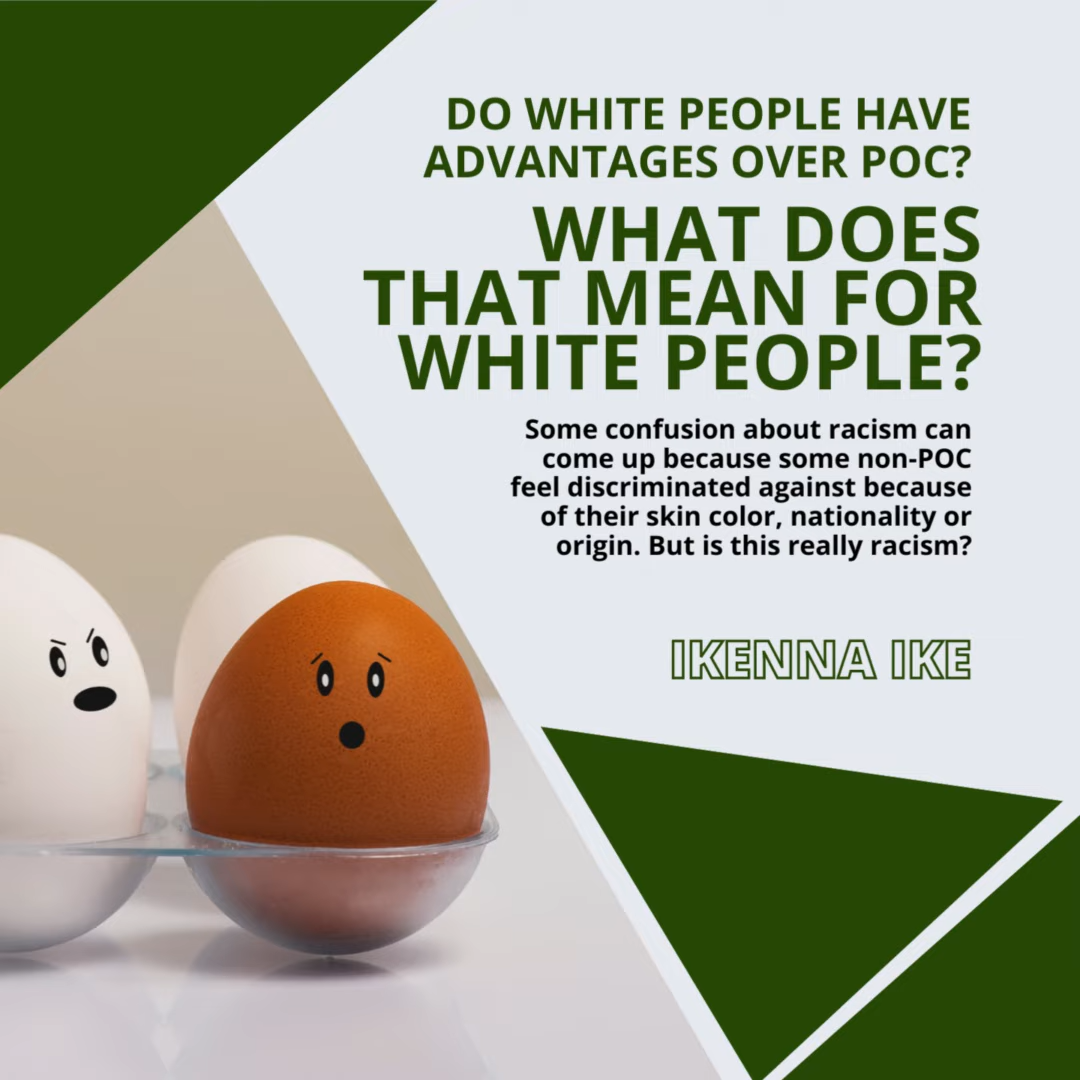 DO WHITE PEOPLE HAVE
ADVANTAGES OVER POC?
WHAT DOES
THAT MEAN FOR
WHITE PEOPLE?
Some confusion about racism can
come up because some non-POC
feel discriminated against because
of their skin color, nationality or
origin. But is this really racism?
IKENNA IKE